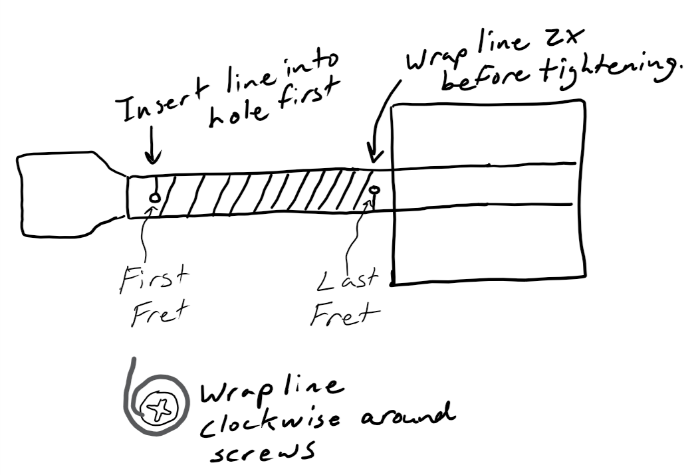 Insert line into
hole first
Wrap line 2x
before tightening.
First
Fret
Last
Fret
Wrap line
clockwise around
screws